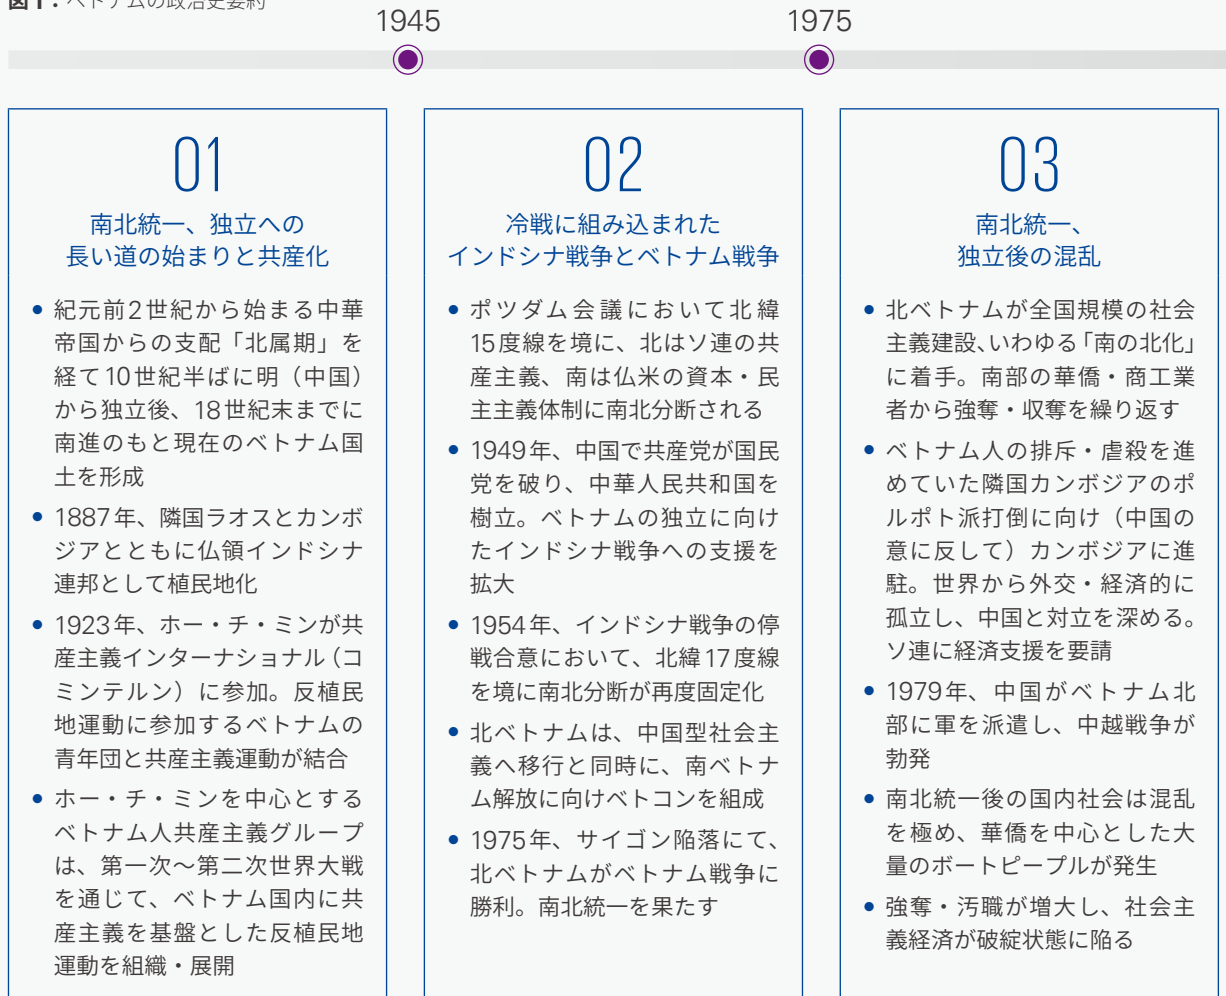 図1：ベトナムの政治史要約
1945
1975
01
南北統一、独立への
長い道の始まりと共産化
● 紀元前2世紀から始まる中華
帝国からの支配「北属期」を
経て10世紀半ばに明（中国）
から独立後、18世紀末までに
南進のもと現在のベトナム国
土を形成
● 1887年、隣国ラオスとカンボ
ジアとともに仏領インドシナ
連邦として植民地化
● 1923年、ホー・チ・ミンが共
産主義インターナショナル（コ
ミンテルン）に参加。反植民
地運動に参加するベトナムの
青年団と共産主義運動が結合
● ホー・チ・ミンを中心とする
ベトナム人共産主義グループ
は、第一次～第二次世界大戦
を通じて、ベトナム国内に共
産主義を基盤とした反植民地
運動を組織・展開
02
冷戦に組み込まれた
インドシナ戦争とベトナム戦争
● ポツダム会議において北緯
15度線を境に、北はソ連の共
産主義、南は仏米の資本・民
主主義体制に南北分断される
● 1949年、中国で共産党が国民
党を破り、中華人民共和国を
樹立。ベトナムの独立に向け
たインドシナ戦争への支援を
拡大
● 1954年、インドシナ戦争の停
戦合意において、北緯17度線
を境に南北分断が再度固定化
● 北ベトナムは、中国型社会主
義へ移行と同時に、南ベトナ
ム解放に向けベトコンを組成
● 1975年、サイゴン陥落にて、
北ベトナムがベトナム戦争に
勝利。南北統一を果たす
03
南北統一、
独立後の混乱
● 北ベトナムが全国規模の社会
主義建設、いわゆる「南の北化」
に着手。南部の華僑・商工業
者から強奪・収奪を繰り返す
● ベトナム人の排斥・虐殺を進
めていた隣国カンボジアのポ
ルポト派打倒に向け（中国の
意に反して）カンボジアに進
駐。世界から外交・経済的に
孤立し、中国と対立を深める。
ソ連に経済支援を要請
● 1979年、中国がベトナム北
部に軍を派遣し、中越戦争が
勃発
● 南北統一後の国内社会は混乱
を極め、華僑を中心とした大
量のボートピープルが発生
● 強奪・汚職が増大し、社会主
義経済が破綻状態に陥る